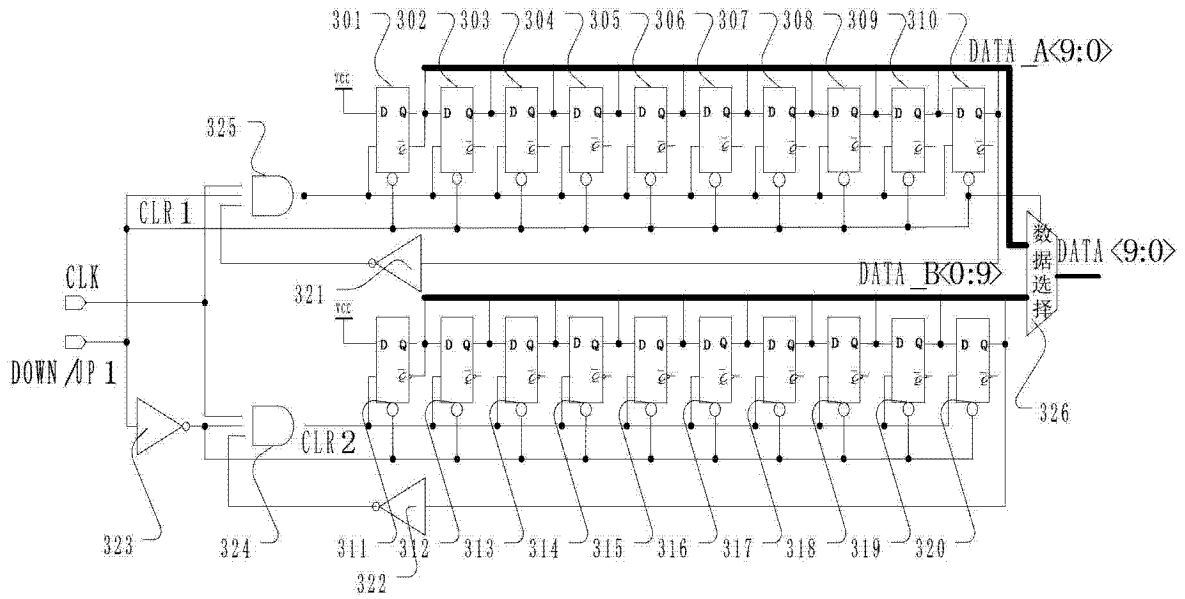 301 302 303 304 305 306 307 308 309 310
DATA_A<9:0>
vcc
D Q D Q D Q D Q D Q D Q D Q D Q D Q D Q
325
CLR1
CLK
321
DATA_B<0:9>
数据选择
DATA<9:0>
vcc
D Q D Q D Q D Q D Q D Q D Q D Q D Q D Q
DOWN/UP1
326
CLR2
323
324
311 312 313 314 315 316 317 318 319 320
322